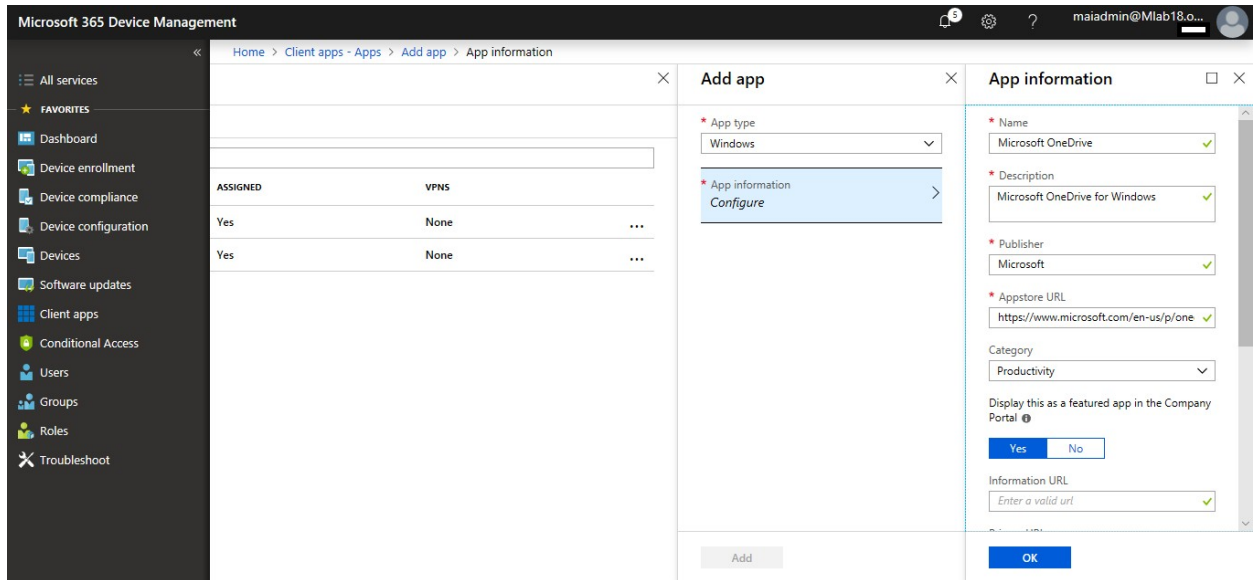 Microsoft 365 Device Management
5
?
maiadmin@Mlab18.o...
«
Home > Client apps - Apps > Add app > App information
All services
FAVORITES
Dashboard
Device enrollment
Device compliance
Device configuration
Devices
Software updates
Client apps
Conditional Access
Users
Groups
Roles
Troubleshoot
ASSIGNED VPNS
Yes None ...
Yes None ...
Add app
* App type
Windows
* App information
Configure
Add
App information
* Name
Microsoft OneDrive
* Description
Microsoft OneDrive for Windows
* Publisher
Microsoft
* Appstore URL
https://www.microsoft.com/en-us/p/one
Category
Productivity
Display this as a featured app in the Company
Portal
Yes No
Information URL
Enter a valid url
OK